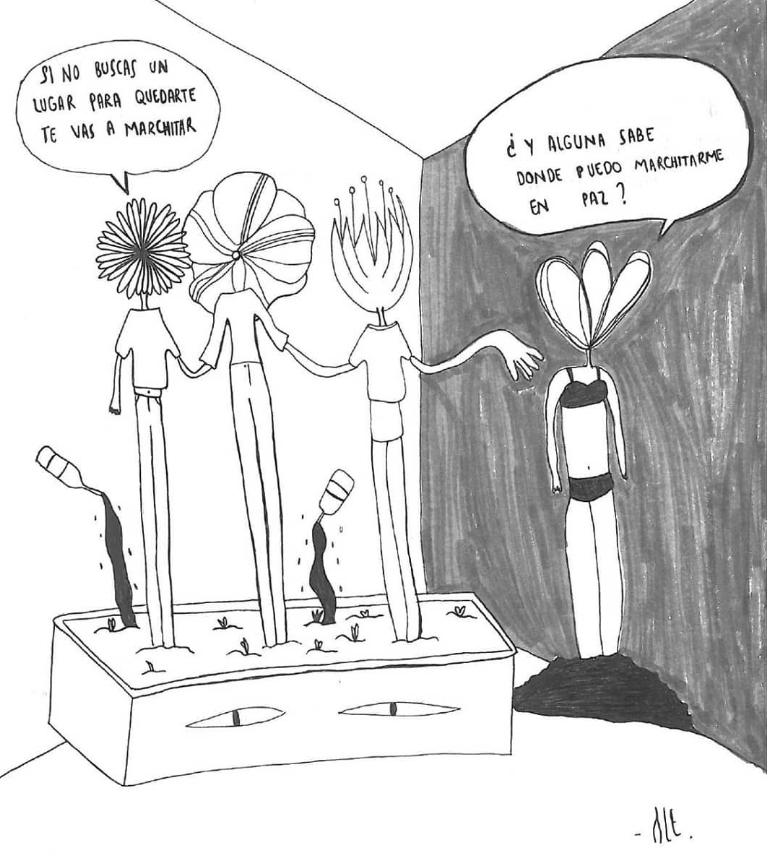 SI NO BUSCAS UN
LUGAR PARA QUEDARTE
TE VAS A MARCHITAR
¿Y ALGUNA SABE
DONDE PUEDO MARCHITARME
EN PAZ?